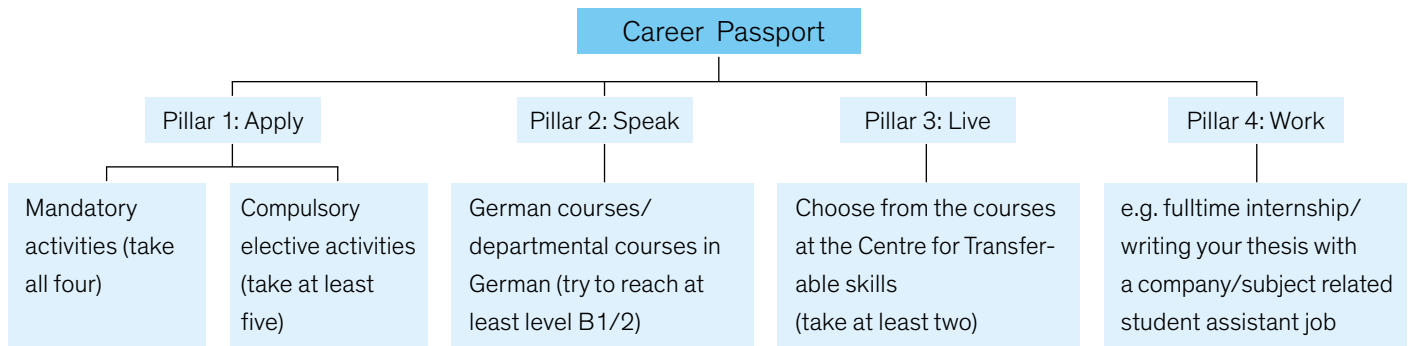 Career Passport
Pillar 1: Apply
Pillar 2: Speak
Pillar 3: Live
Pillar 4: Work
Mandatory
activities (take
all four)
Compulsory
elective activities
(take at least
five)
German courses/
departmental courses in
German (try to reach at
least level B1/2)
Choose from the courses
at the Centre for Transfer-
able skills
(take at least two)
e.g. fulltime internship/
writing your thesis with
a company/subject related
student assistant job